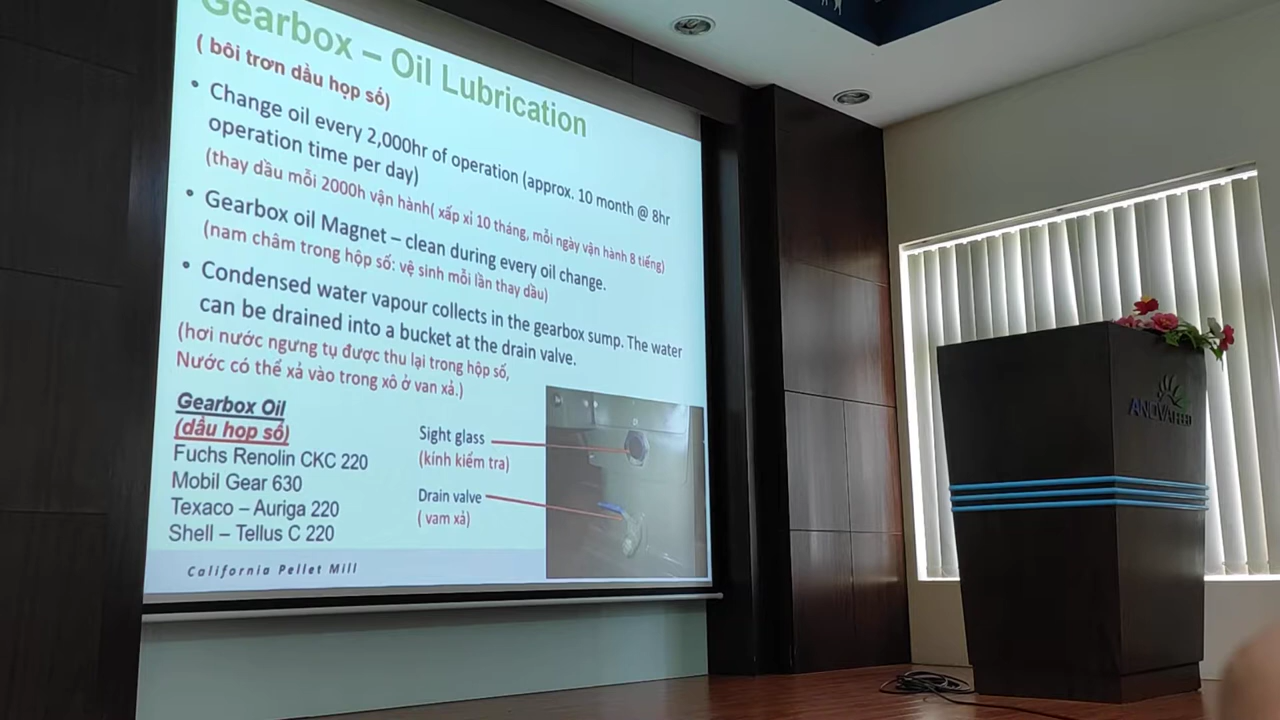 Gearbox – Oil Lubrication
( bôi trơn dầu họp số)
• Change oil every 2,000hr of operation (approx. 10 month @ 8hr
operation time per day)
(thay dầu mỗi 2000h vận hành( xấp xỉ 10 tháng, mỗi ngày vận hành 8 tiếng)
• Gearbox oil Magnet – clean during every oil change.
(nam châm trong hộp số: vệ sinh mỗi lần thay dầu)
• Condensed water vapour collects in the gearbox sump. The water
can be drained into a bucket at the drain valve.
(hơi nước ngưng tụ được thu lại trong hộp số,
Nước có thể xả vào trong xô ở van xả.)
Gearbox Oil
(dầu họp số)
Fuchs Renolin CKC 220
Mobil Gear 630
Texaco – Auriga 220
Shell – Tellus C 220
Sight glass
(kính kiểm tra)
Drain valve
( vam xả)
California Pellet Mill
ANOVA FEED